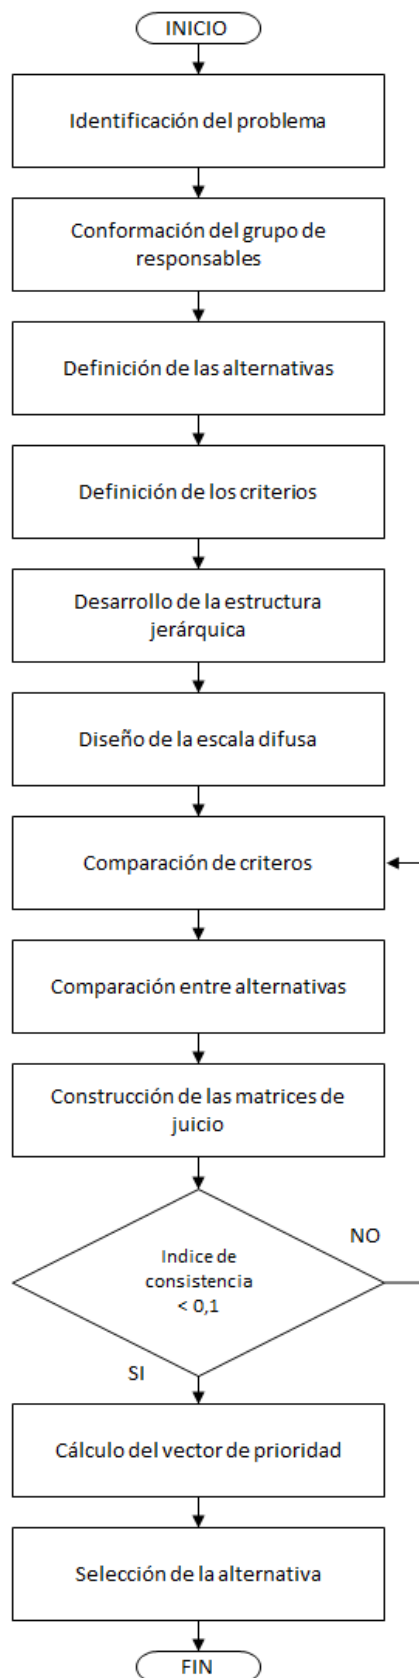 INICIO
Identificación del problema
Conformación del grupo de
responsables
Definición de las alternativas
Definición de los criterios
Desarrollo de la estructura
jerárquica
Diseño de la escala difusa
Comparación de criteros
Comparación entre alternativas
Construcción de las matrices de
juicio
NO
Indice de
consistencia
< 0,1
SI
Cálculo del vector de prioridad
Selección de la alternativa
FIN